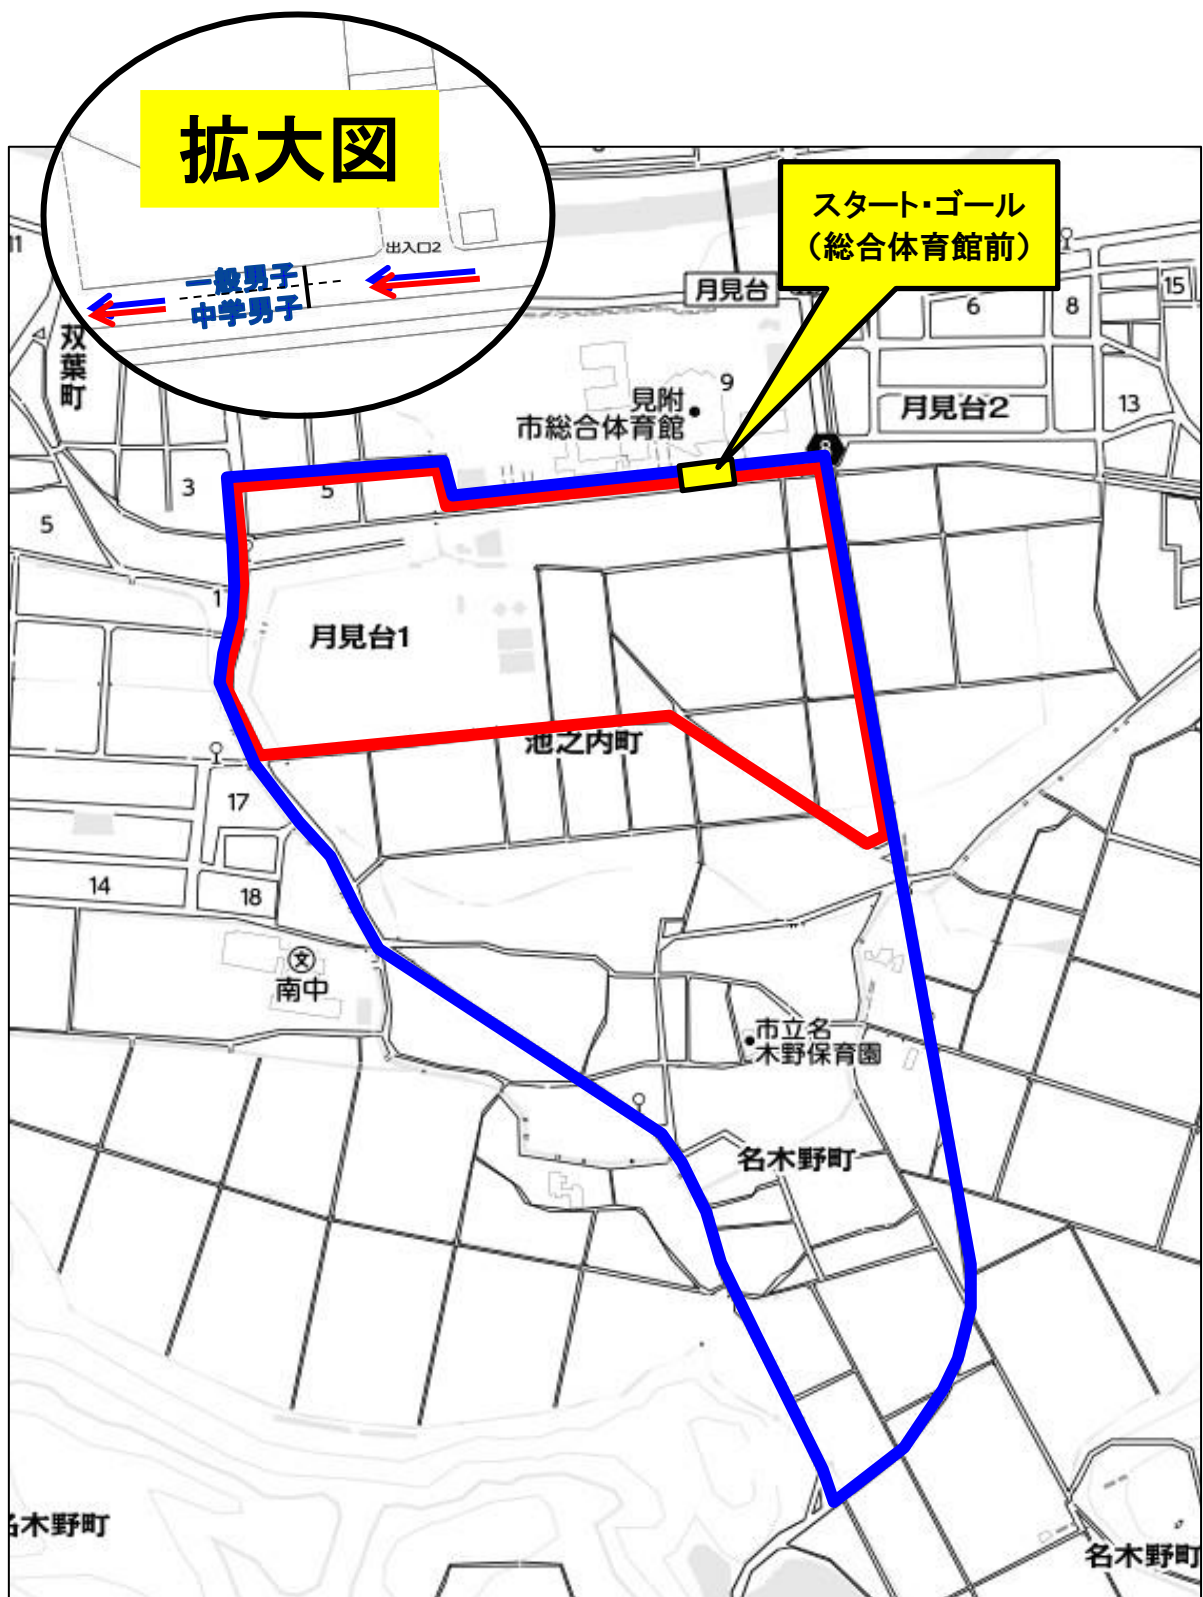 拡大図
出入口2
一般男子
中学男子
スタート・ゴール
（総合体育館前）
11
月見台
15
6
8
双葉町
9
見附
市総合体育館
月見台2
13
8
3
5
5
1
月見台1
池之内町
17
14
18
文
南中
市立名
木野保育園
名木野町
名木野町
名木野町